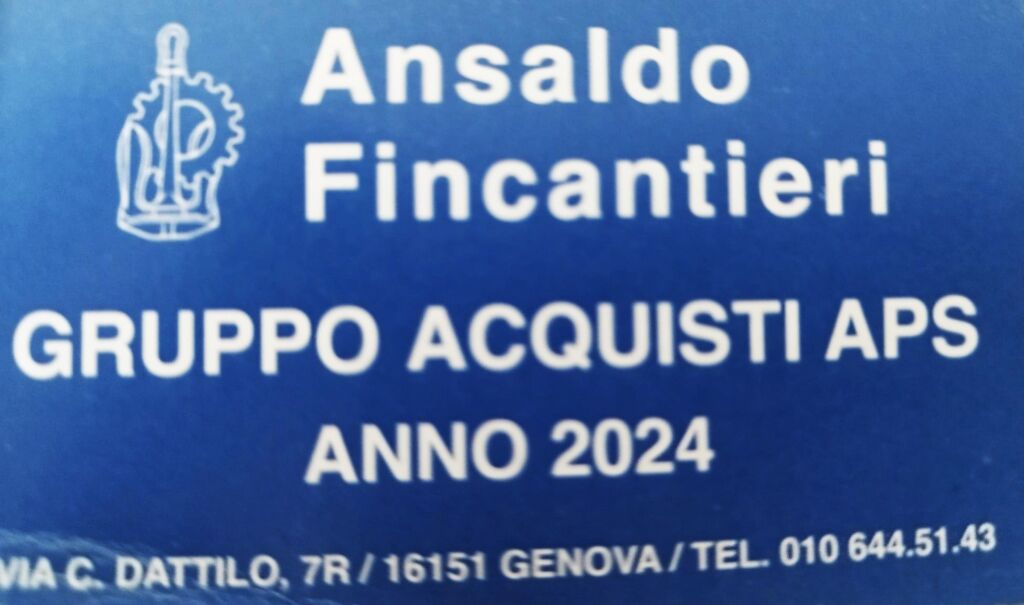 Ansaldo
Fincantieri
GRUPPO ACQUISTI APS
ANNO 2024
VIA C. DATTILO, 7R / 16151 GENOVA / TEL. 010 644.51.43